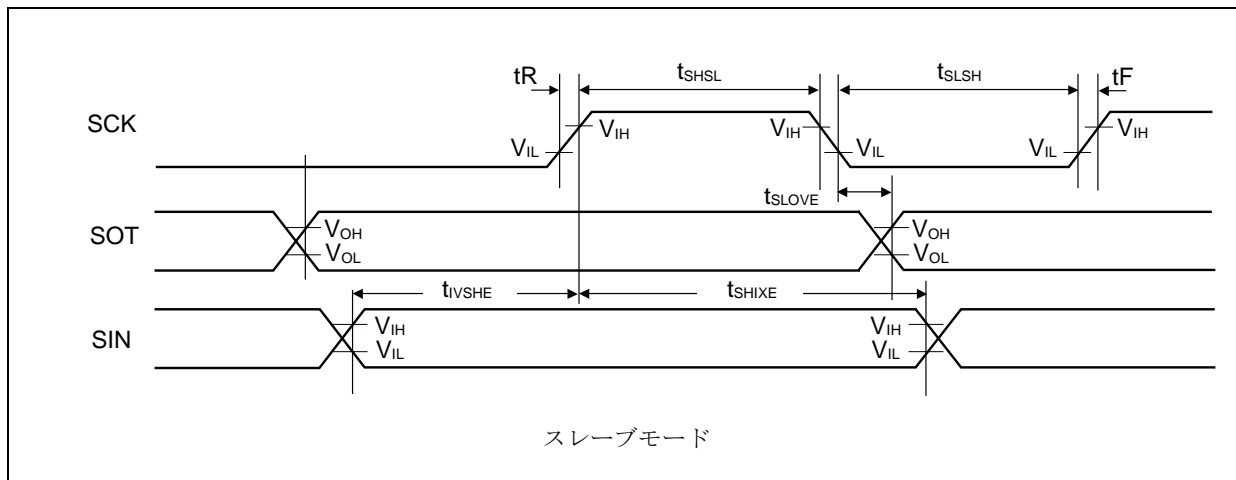 tR tSHSL tSLSH tF
SCK VIH VIH VIH
VIL VIL VIL
tSLOVE
SOT VOH VOH
VOL VOL
tIVSHE tSHIXE
SIN VIH VIH
VIL VIL
スレーブモード